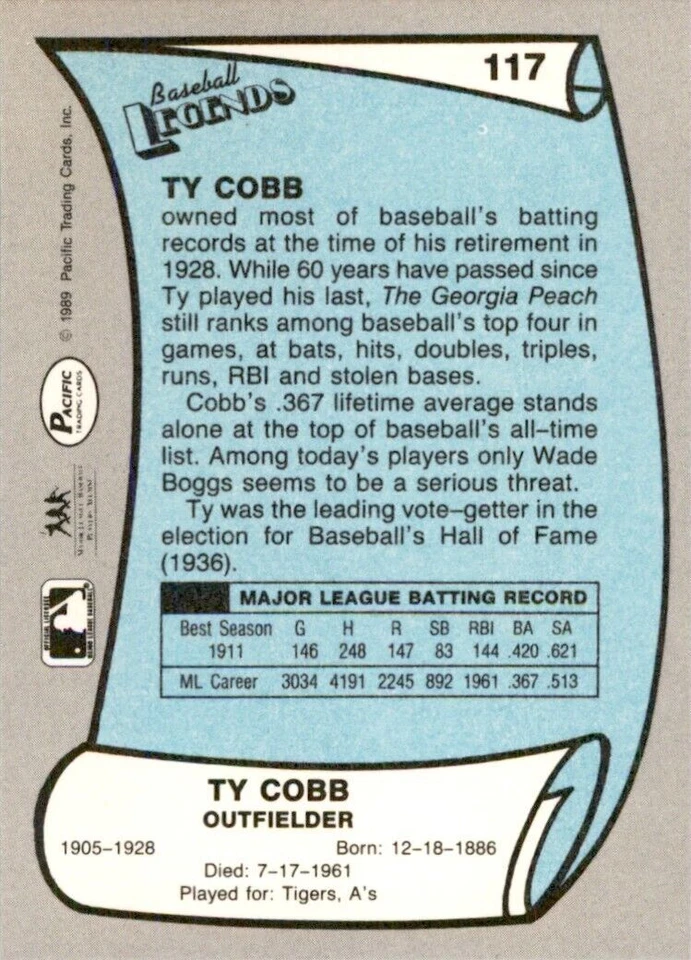 117
Baseball
LEGENDS
TY COBB
owned most of baseball's batting
records at the time of his retirement in
1928. While 60 years have passed since
Ty played his last, The Georgia Peach
still ranks among baseball's top four in
games, at bats, hits, doubles, triples,
runs, RBI and stolen bases.
Cobb's .367 lifetime average stands
alone at the top of baseball's all–time
list. Among today's players only Wade
Boggs seems to be a serious threat.
Ty was the leading vote–getter in the
election for Baseball's Hall of Fame
(1936).
MAJOR LEAGUE BATTING RECORD
Best Season G H R SB RBI BA SA
1911 146 248 147 83 144 .420 .621
ML Career 3034 4191 2245 892 1961 .367 .513
TY COBB
OUTFIELDER
1905–1928 Born: 12–18–1886
Died: 7–17–1961
Played for: Tigers, A's
© 1989 Pacific Trading Cards, Inc.
PACIFIC
TRADING CARDS